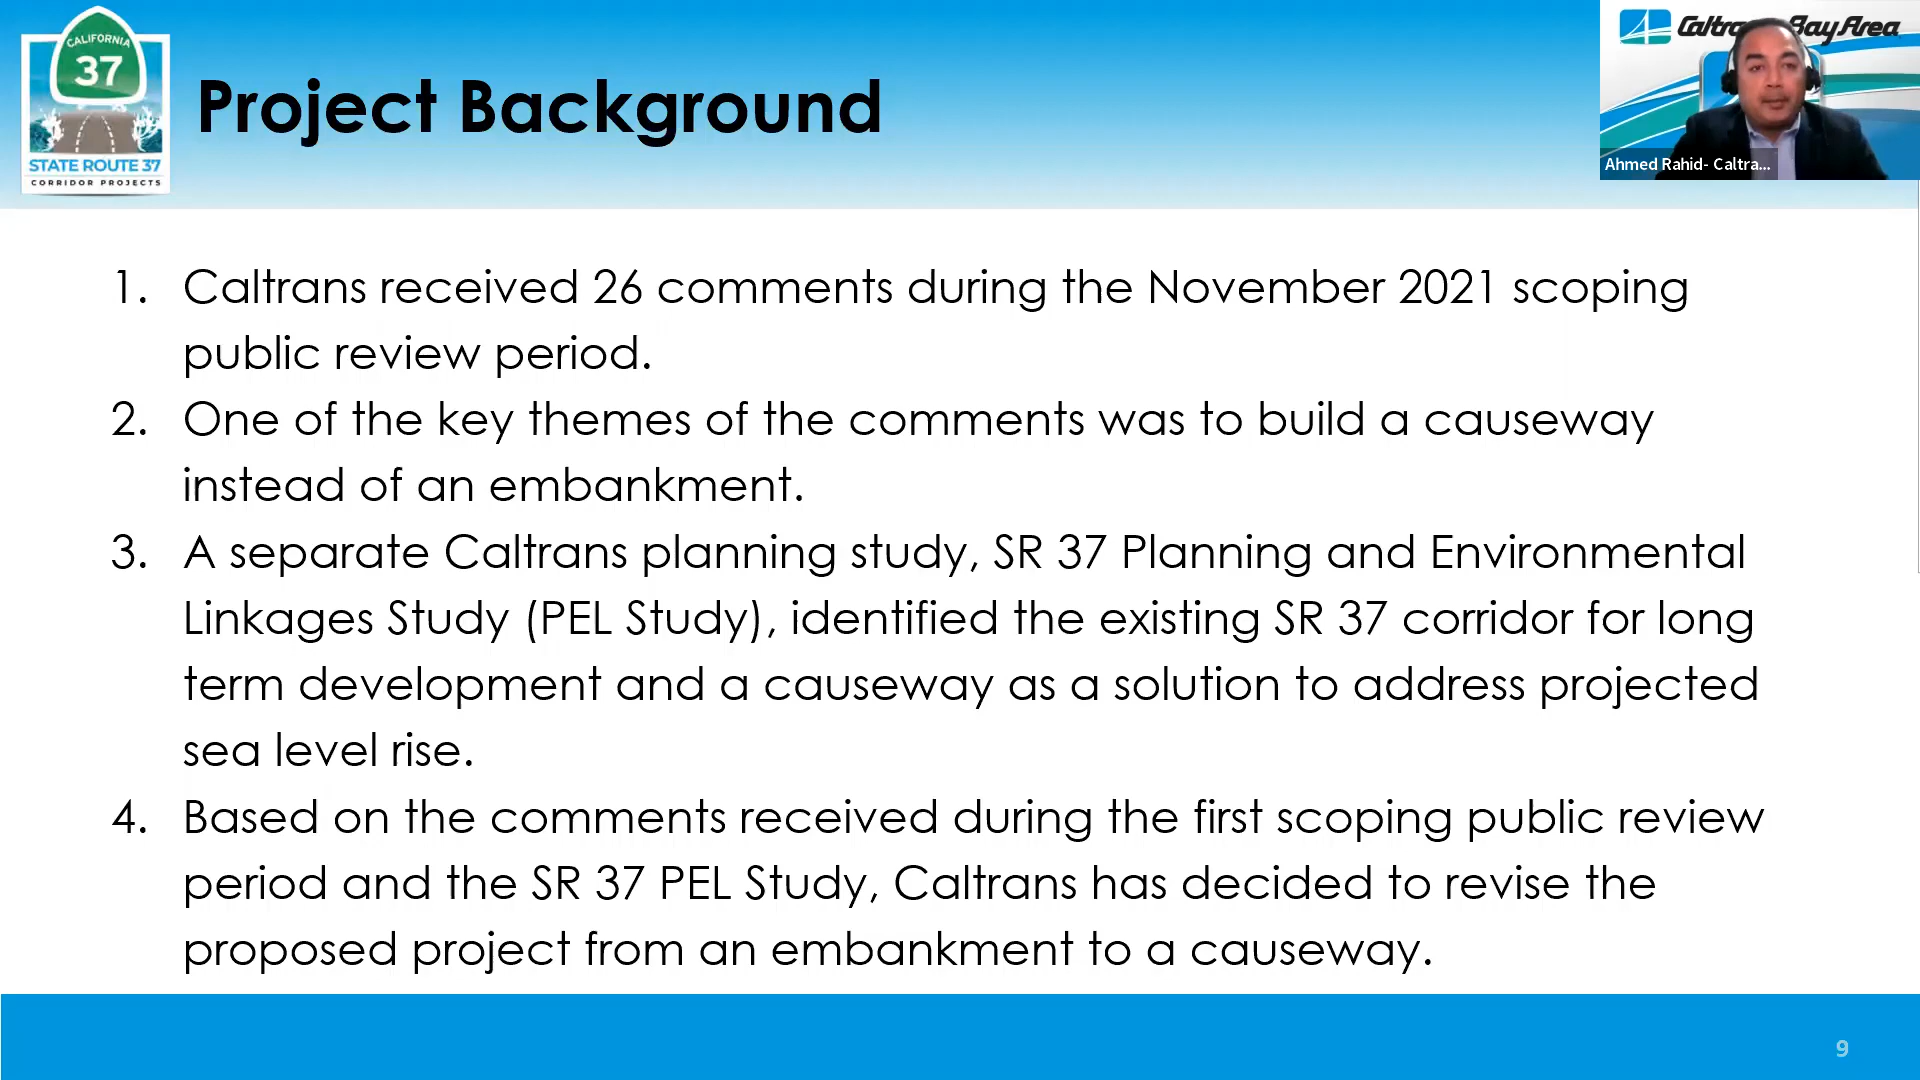 CALIFORNIA
37
STATE ROUTE 37
CORRIDOR PROJECTS
Project Background
Caltrans Bay Area
Ahmed Rahid- Caltra...
1. Caltrans received 26 comments during the November 2021 scoping
public review period.
2. One of the key themes of the comments was to build a causeway
instead of an embankment.
3. A separate Caltrans planning study, SR 37 Planning and Environmental
Linkages Study (PEL Study), identified the existing SR 37 corridor for long
term development and a causeway as a solution to address projected
sea level rise.
4. Based on the comments received during the first scoping public review
period and the SR 37 PEL Study, Caltrans has decided to revise the
proposed project from an embankment to a causeway.
9